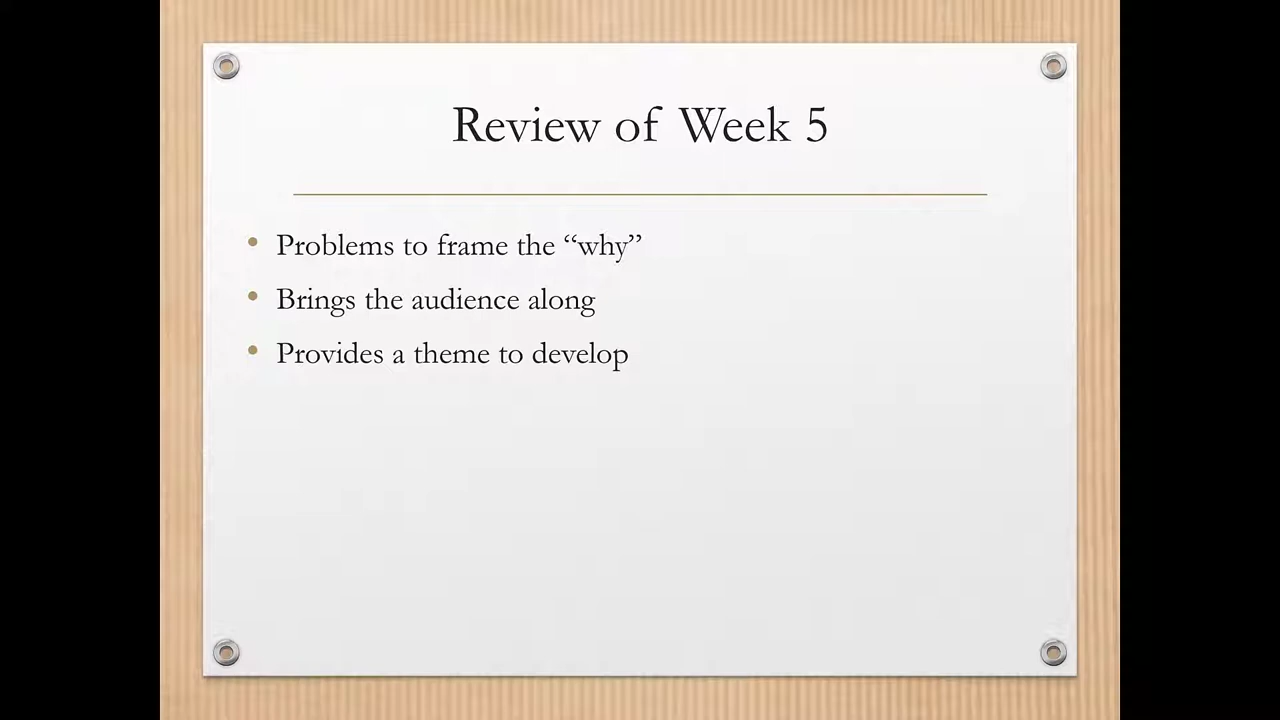 Review of Week 5
• Problems to frame the “why”
• Brings the audience along
• Provides a theme to develop